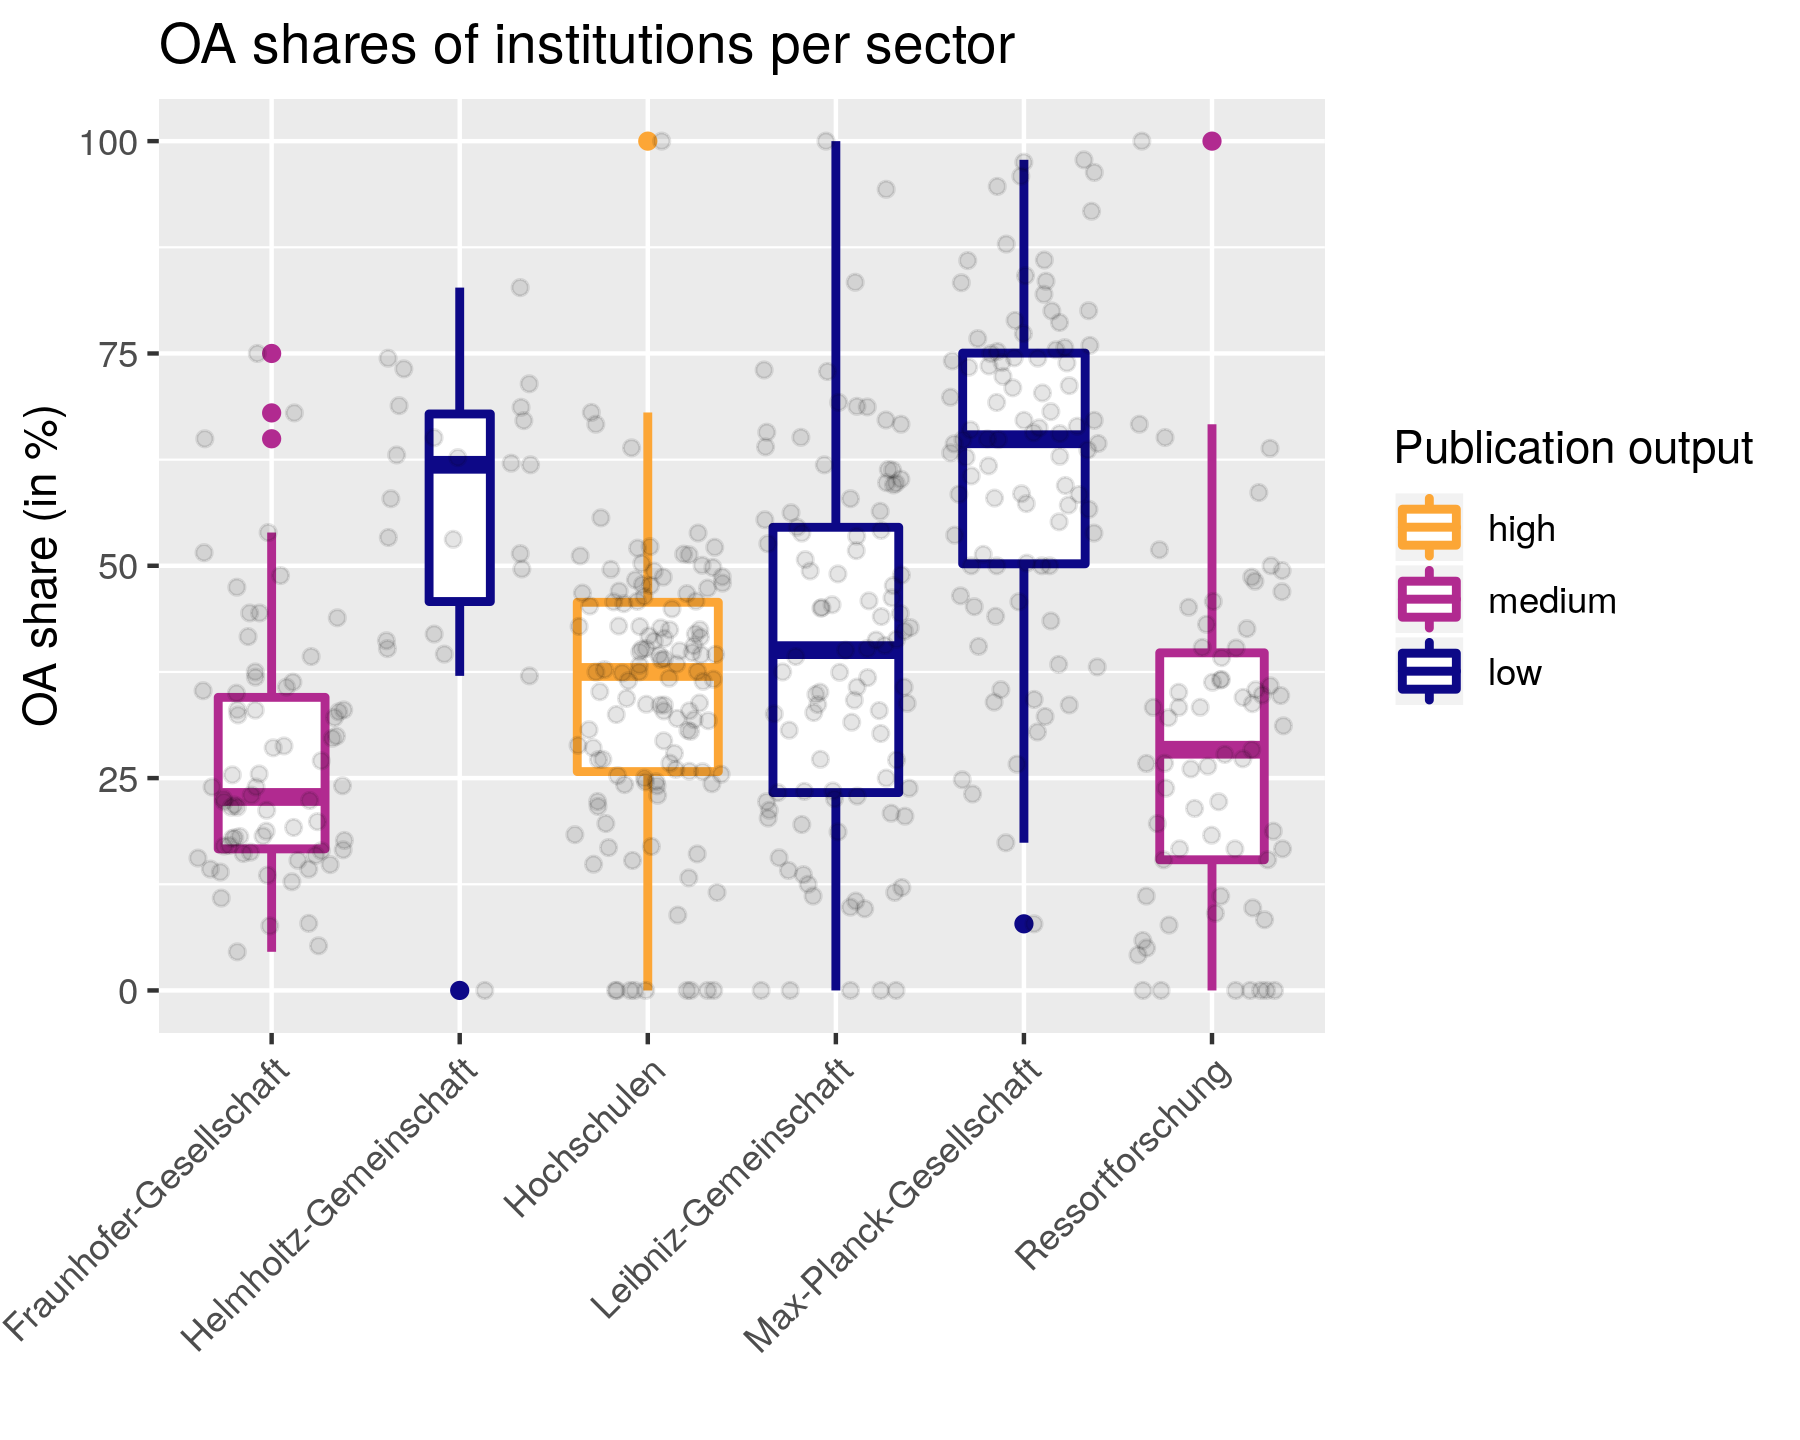 OA shares of institutions per sector
OA share (in %)
100
75
50
25
0
Fraunhofer-Gesellschaft
Helmholtz-Gemeinschaft
Hochschulen
Leibniz-Gemeinschaft
Max-Planck-Gesellschaft
Ressortforschung
Publication output
high
medium
low